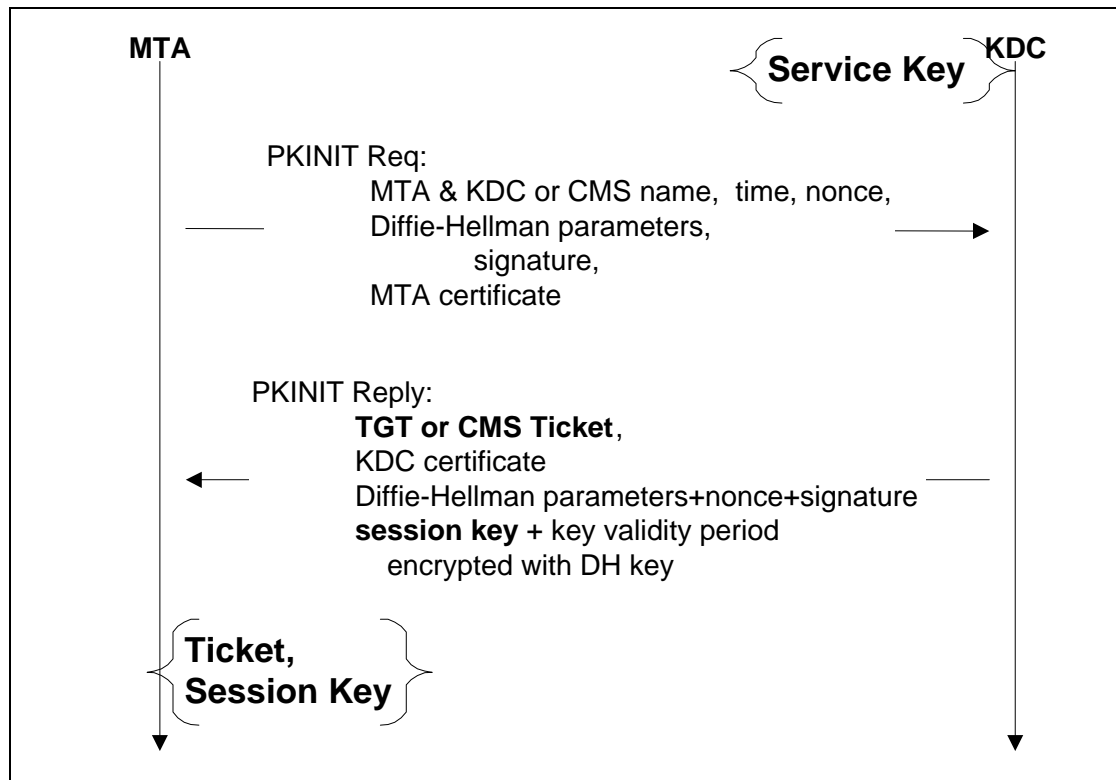 MTA
KDC
Service Key
PKINIT Req:
MTA & KDC or CMS name, time, nonce,
Diffie-Hellman parameters,
signature,
MTA certificate
PKINIT Reply:
TGT or CMS Ticket,
KDC certificate
Diffie-Hellman parameters+nonce+signature
session key + key validity period
encrypted with DH key
Ticket,
Session Key